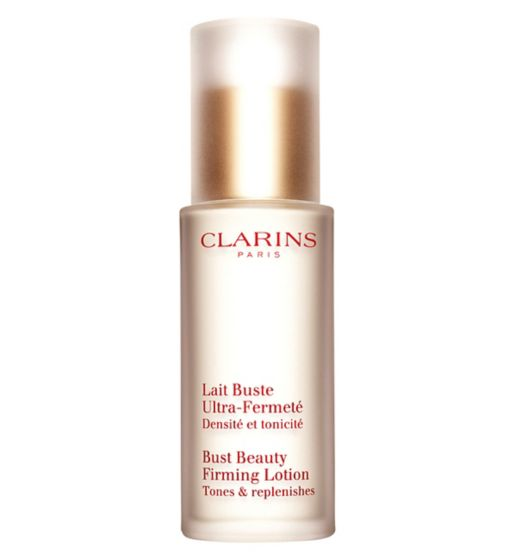 CLARINS
PARIS
Lait Buste
Ultra-Fermeté
Densité et tonicité
Bust Beauty
Firming Lotion
Tones & replenishes